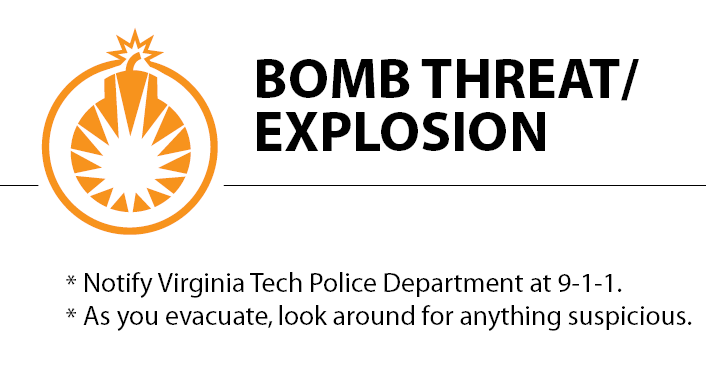 BOMB THREAT/
EXPLOSION
* Notify Virginia Tech Police Department at 9-1-1.
* As you evacuate, look around for anything suspicious.